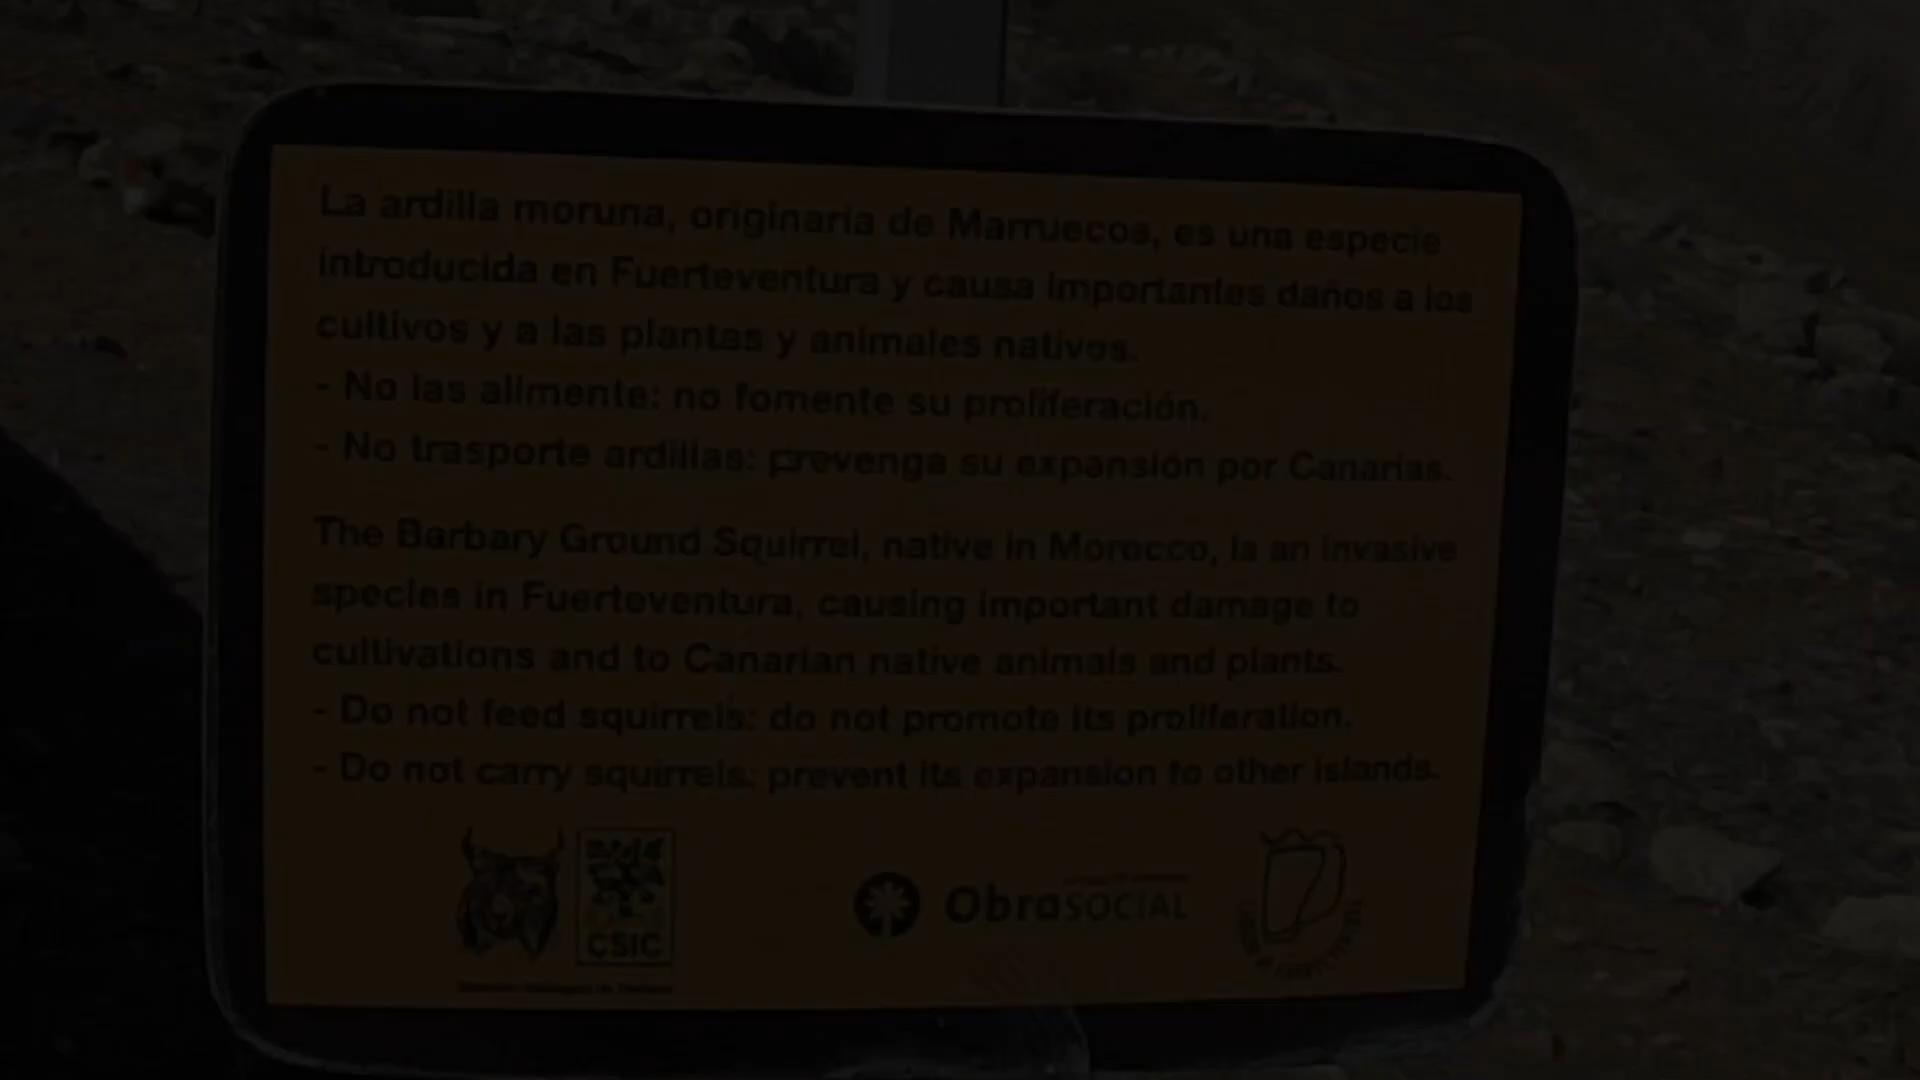 La ardilla moruna, originaria de Marruecos, es una especie
introducida en Fuerteventura y causa importantes daños a los
cultivos y a las plantas y animales nativos.
- No las alimente: no fomente su proliferación.
- No trasporte ardillas: prevenga su expansión por Canarias.
The Barbary Ground Squirrel, native in Morocco, is an invasive
species in Fuerteventura, causing important damage to
cultivations and to Canarian native animals and plants.
- Do not feed squirrels: do not promote its proliferation.
- Do not carry squirrels: prevent its expansion to other islands.
CSIC
ObraSOCIAL